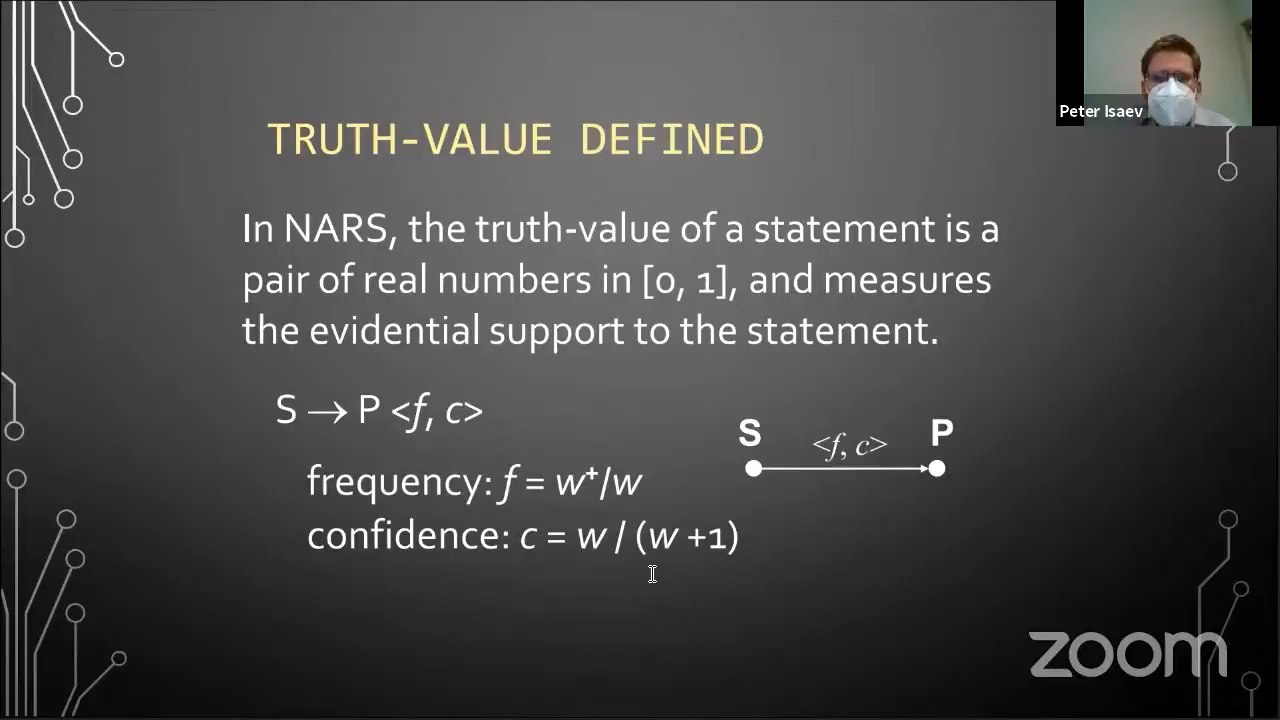 Peter Isaev
TRUTH-VALUE DEFINED
In NARS, the truth-value of a statement is a
pair of real numbers in [0, 1], and measures
the evidential support to the statement.
S → P <f, c>
S <f, c> P
frequency: f = w⁺/w
confidence: c = w / (w +1)
zoom